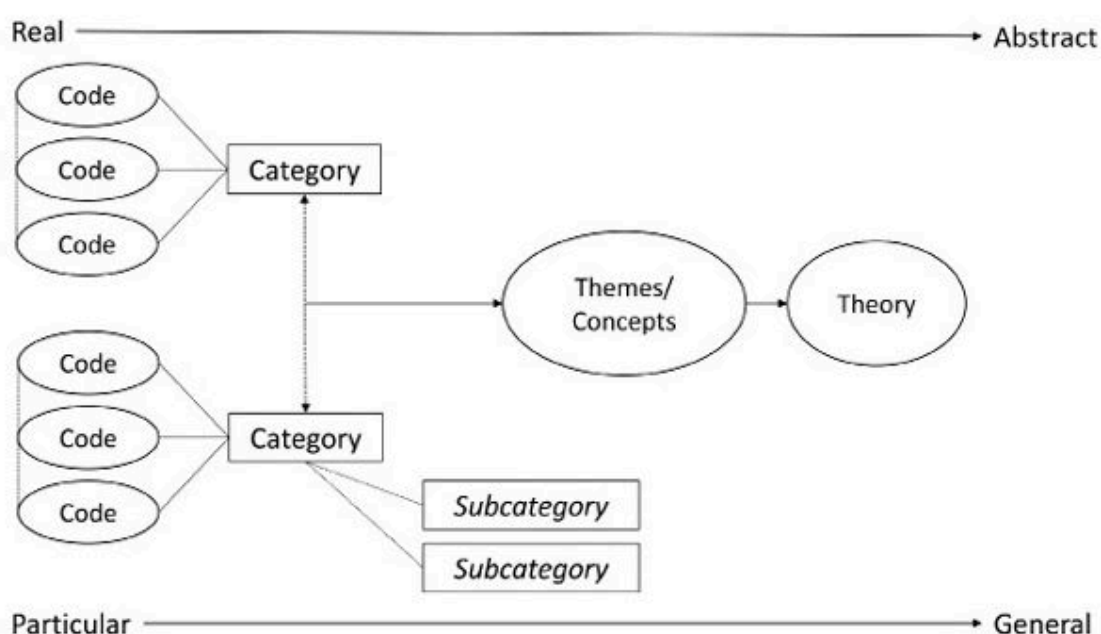 Real
Abstract
Code
Code
Category
Code
Themes/
Concepts
Theory
Code
Code
Category
Code
Subcategory
Subcategory
Particular
General